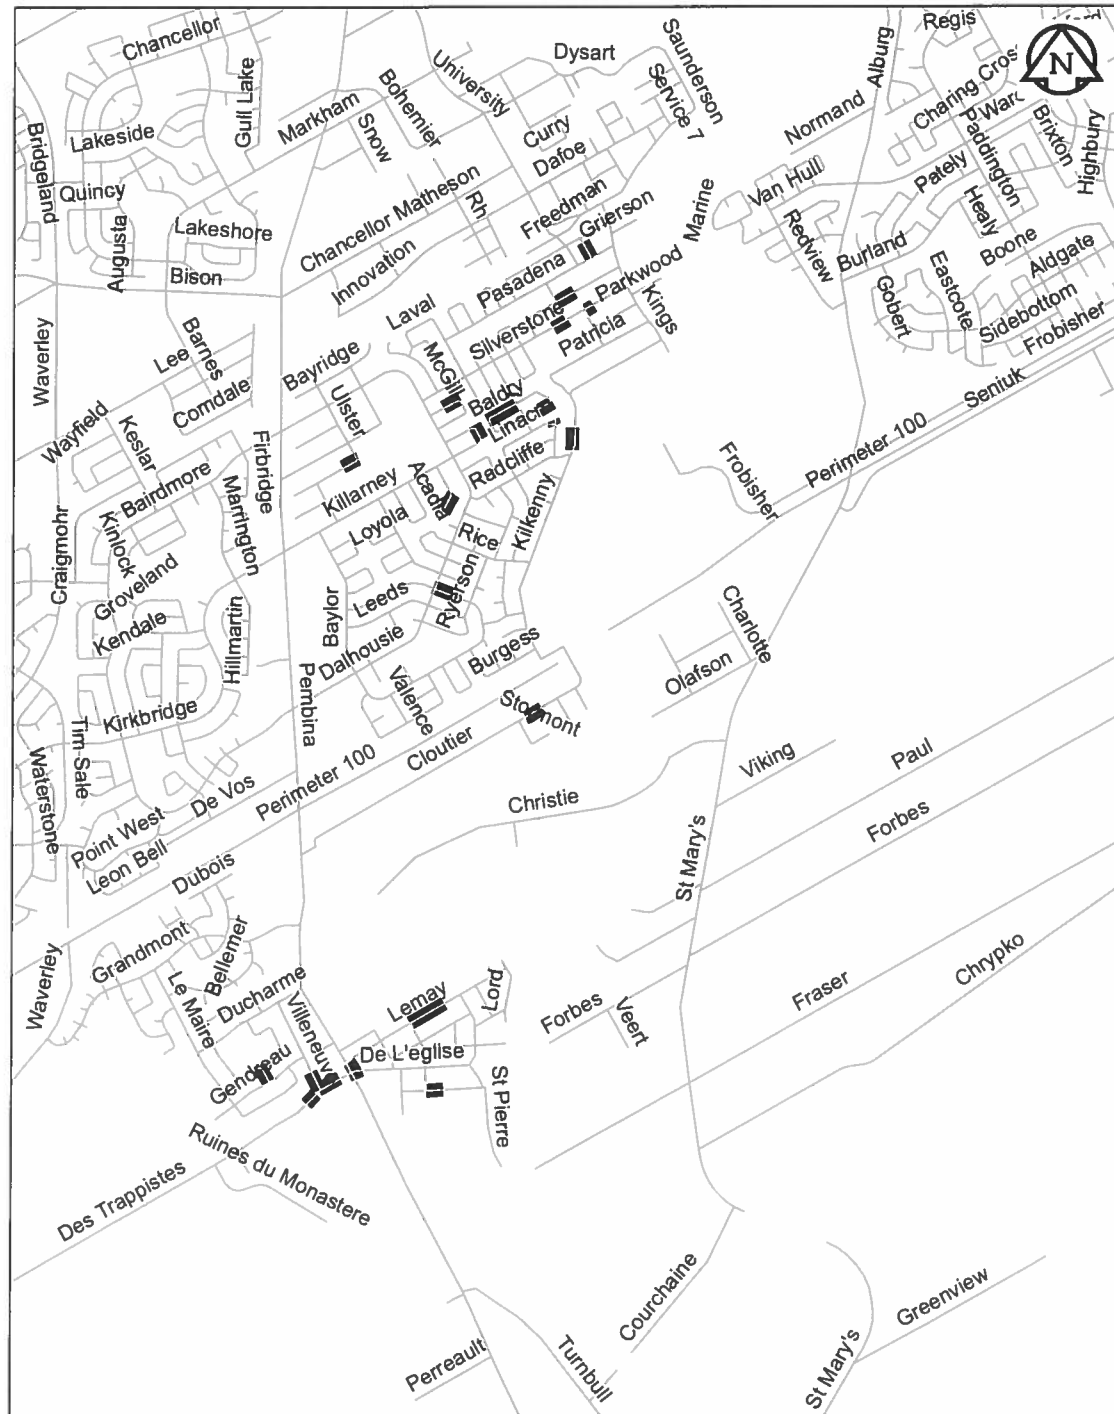 Chancellor
Gull Lake
Lakeside
Bridgeland
Quincy
Augusta
Lakeshore
Bison
Markham
Snow
Bohemier
University
Dysart
Saunderson
Service 7
Curry
Dafoe
Chancellor Matheson
Rh
Innovation
Freedman
Grierson
Marine
Pasadena
Parkwood
Kings
Laval
Silverstone
Patricia
Alburg
Regis
Normand
Charing Cross
Paddington
Brixton
Highbury
Pately
Van Hull
Healy
Redview
Burland
Boone
Aldgate
Eastcote
Gobert
Sidebottom
Frobisher
Seniuk
N
Waverley
Barnes
Lee
Comdale
Wayfield
Keslar
Bairdmore
Firbridge
Marrington
Kinlock
Craigmohr
Groveland
Kendale
Hillmartin
Kirkbridge
Tim Sale
Waterstone
Bayridge
Ulster
McGill
Baldry
Linacre
Radcliffe
Killarney
Acadia
Loyola
Rice
Kilkenny
Ryerson
Leeds
Baylor
Dalhousie
Valence
Burgess
Pembina
Stormont
Cloutier
Perimeter 100
De Vos
Point West
Leon Bell
Dubois
Perimeter 100
Frobisher
Charlotte
Olafson
Viking
Paul
Forbes
Christie
St Mary's
Waverley
Grandmont
Bellemer
Le Maire
Ducharme
Villeneuve
Gendreau
Lemay
Lord
De L'eglise
St Pierre
Forbes
Veert
Fraser
Chrypko
Des Trappistes
Ruines du Monastere
Courchaine
Greenview
St Mary's
Turnbull
Perreault